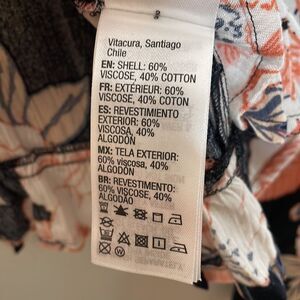 Vitacura, Santiago
Chile
EN: SHELL: 60%
VISCOSE, 40% COTTON
FR: EXTÉRIEUR: 60%
VISCOSE, 40% COTON
ES: REVESTIMIENTO
EXTERIOR: 60%
VISCOSA, 40%
ALGODÓN
MX: TELA EXTERIOR:
60% viscosa, 40%
ALGODÓN
BR: REVESTIMENTO:
60% VISCOSE, 40%
ALGODÃO